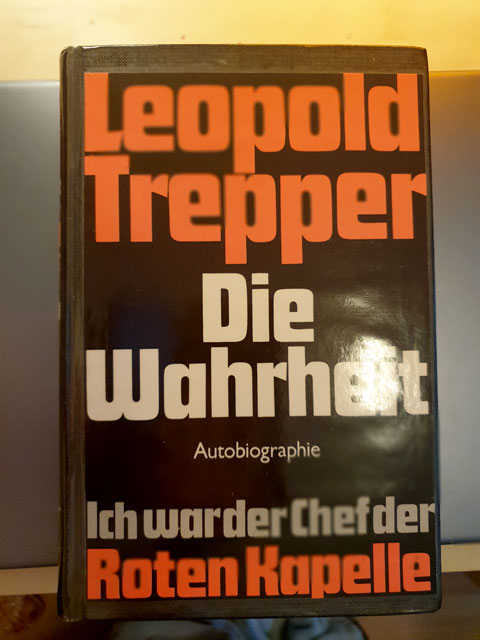 Leopold
Trepper
Die
Wahrheit
Autobiographie
Ich war der Chef der
Roten Kapelle